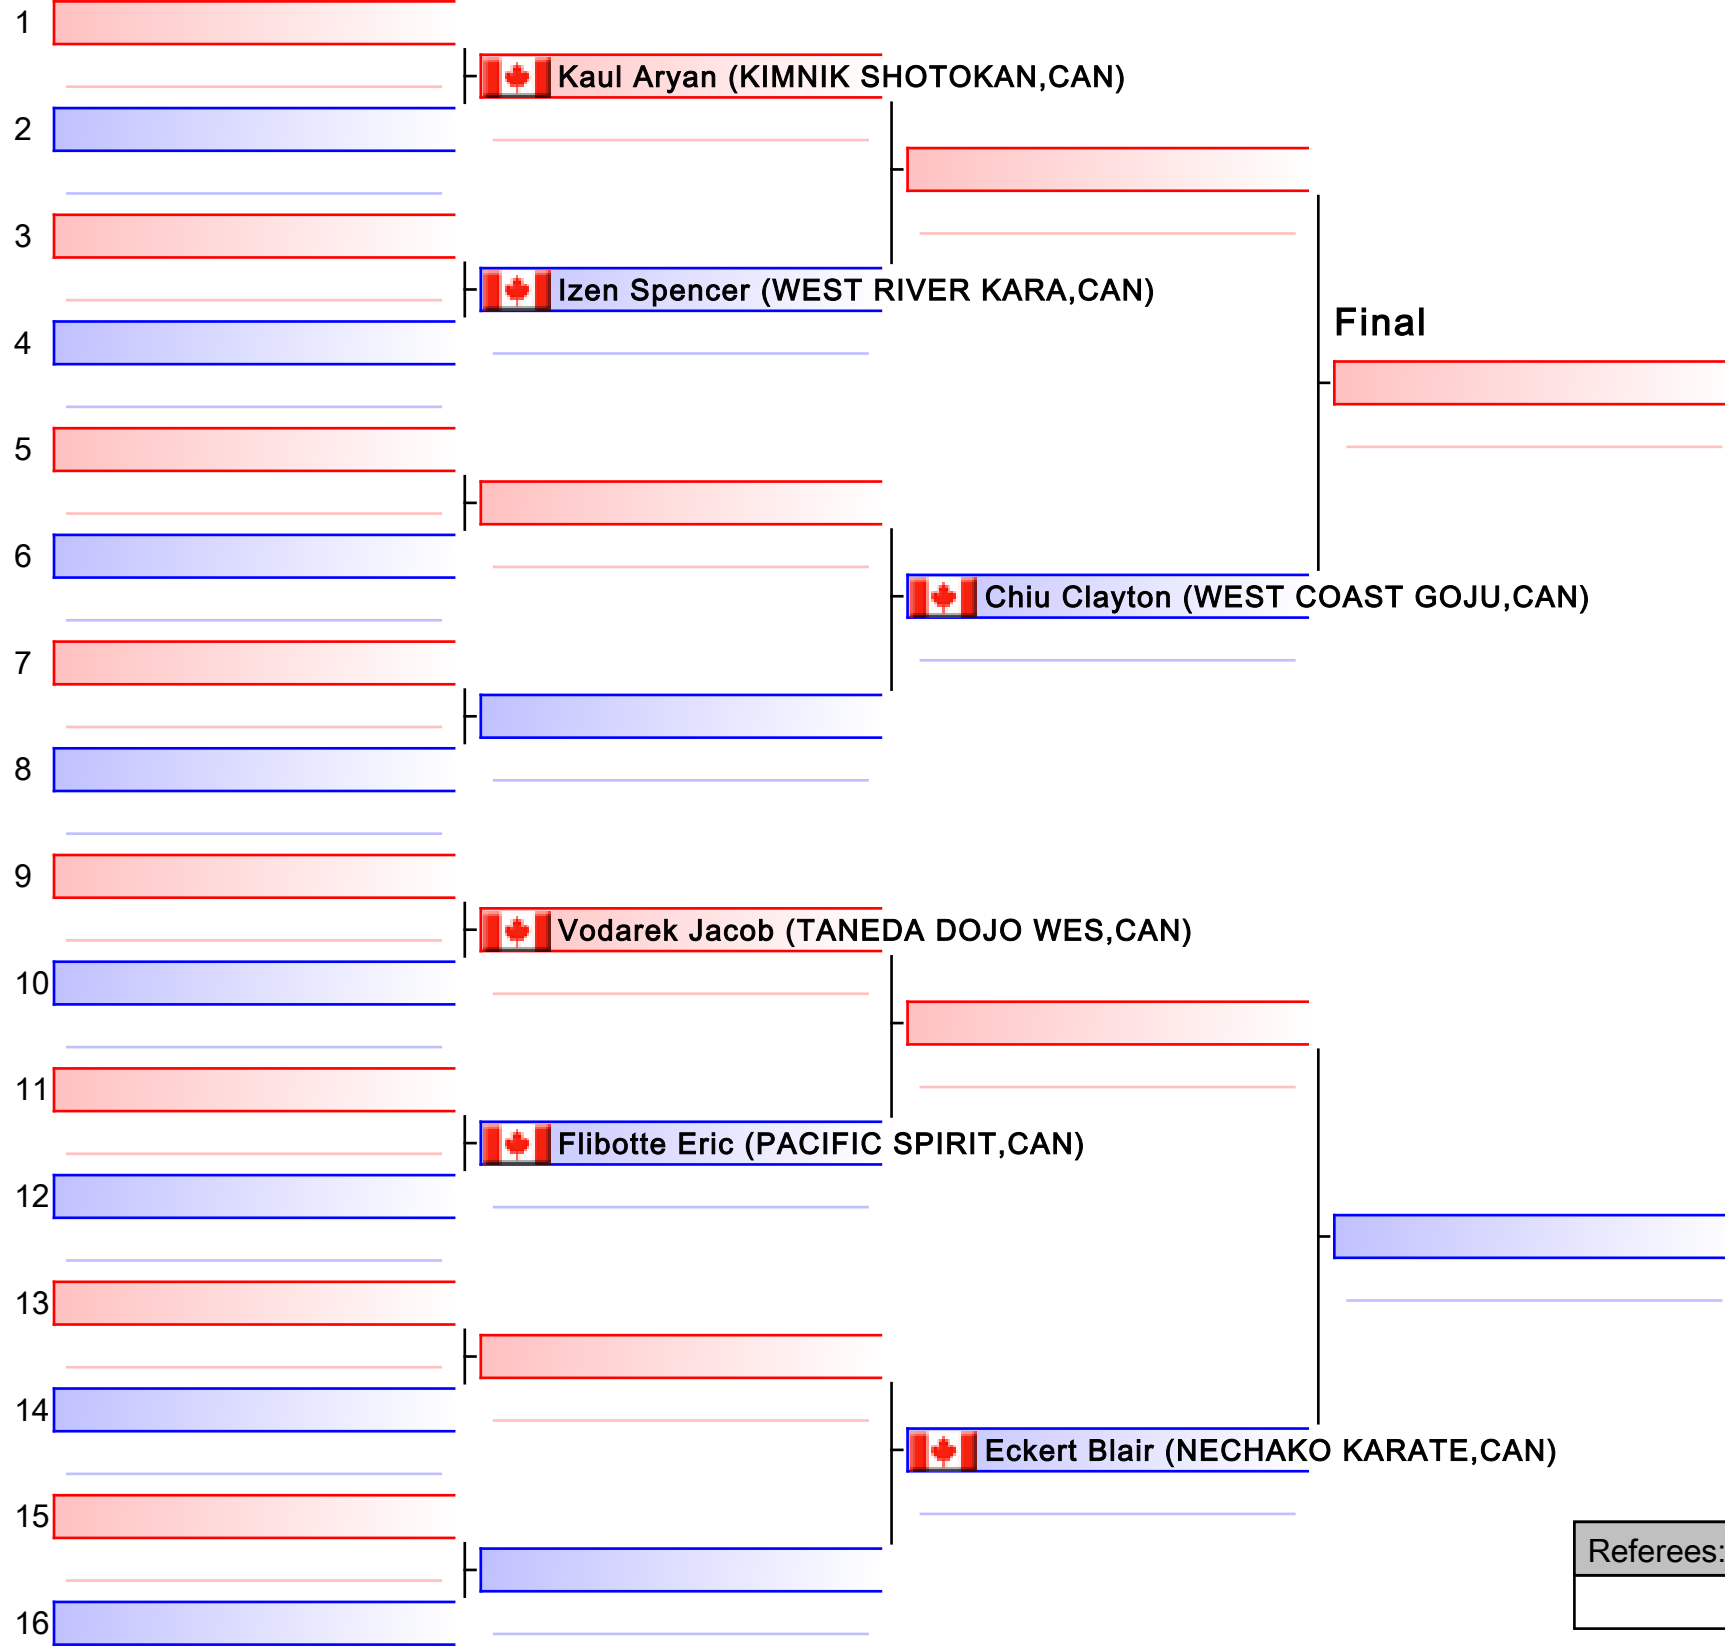 1
Kaul Aryan (KIMNIK SHOTOKAN,CAN)
2
3
Izen Spencer (WEST RIVER KARA,CAN)
Final
4
5
6
Chiu Clayton (WEST COAST GOJU,CAN)
7
8
9
Vodarek Jacob (TANEDA DOJO WES,CAN)
10
11
Flibotte Eric (PACIFIC SPIRIT,CAN)
12
13
14
Eckert Blair (NECHAKO KARATE,CAN)
15
Referees:
16